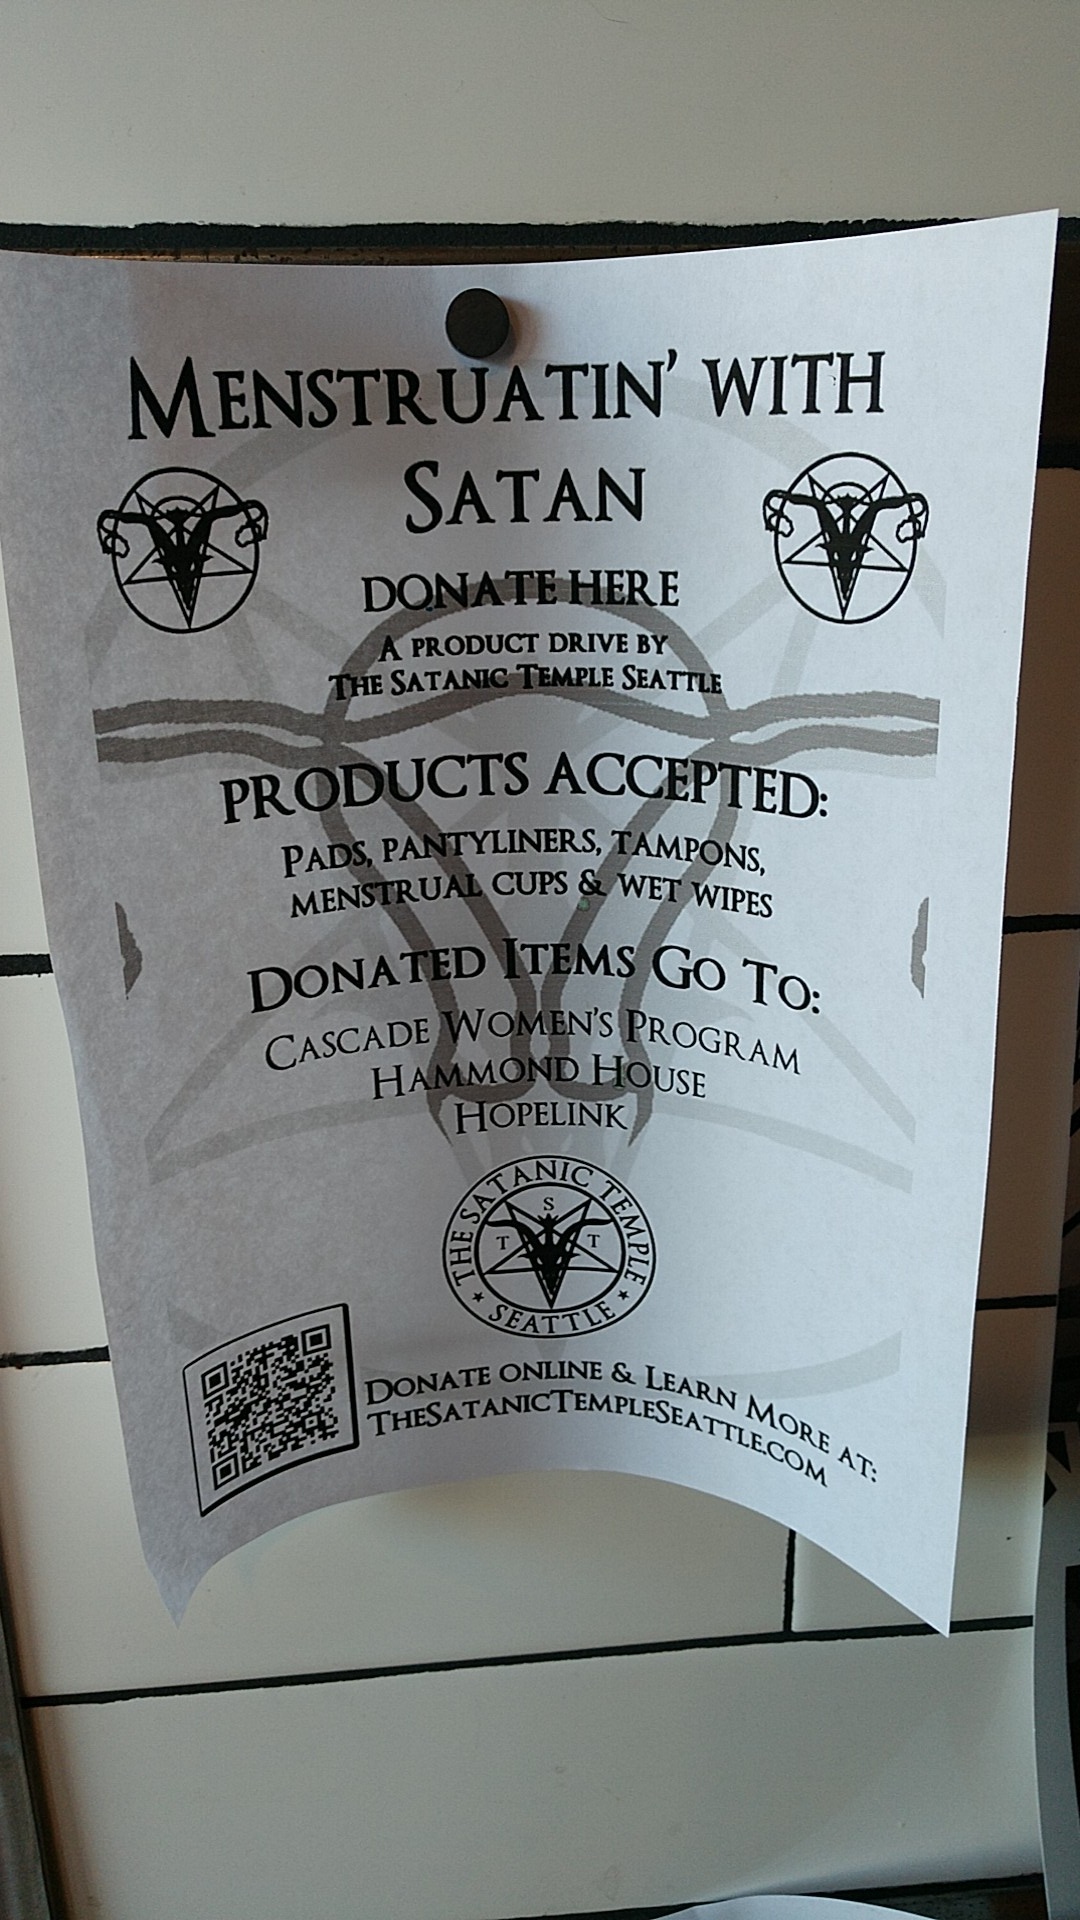 MENSTRUATIN' WITH
SATAN
DONATE HERE
A PRODUCT DRIVE BY
THE SATANIC TEMPLE SEATTLE
PRODUCTS ACCEPTED:
PADS, PANTYLINERS, TAMPONS,
MENSTRUAL CUPS & WET WIPES
DONATED ITEMS GO TO:
CASCADE WOMEN'S PROGRAM
HAMMOND HOUSE
HOPELINK
THE SATANIC TEMPLE
S
T T
SEATTLE
DONATE ONLINE & LEARN MORE AT:
THESATANICTEMPLESEATTLE.COM